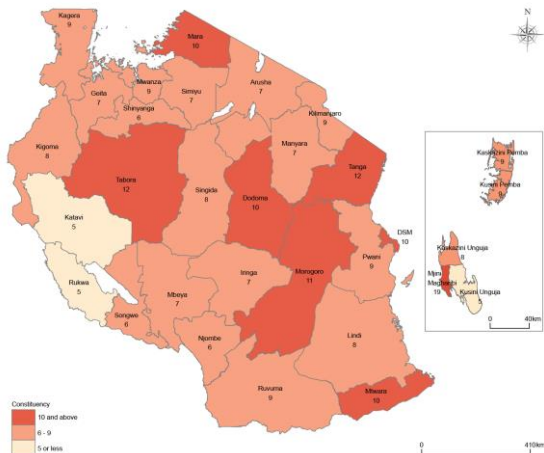 N
Kagera
9
Mara
10
Mwanza
9
Arusha
7
Geita
7
Simiyu
7
Kilimanjaro
9
Shinyanga
6
Kigoma
8
Manyara
7
Tabora
12
Tanga
12
Singida
8
Dodoma
10
Katavi
5
DSM
10
Pwani
9
Morogoro
11
Iringa
7
Rukwa
5
Mbeya
7
Songwe
6
Njombe
6
Lindi
8
Ruvuma
9
Mtwara
10
Kaskazini Pemba
9
Kusini Pemba
9
Kaskazini Unguja
8
Mjini
Magharibi
19
Kusini Unguja
5
0 40km
Constituency
10 and above
6 - 9
5 or less
0 410km